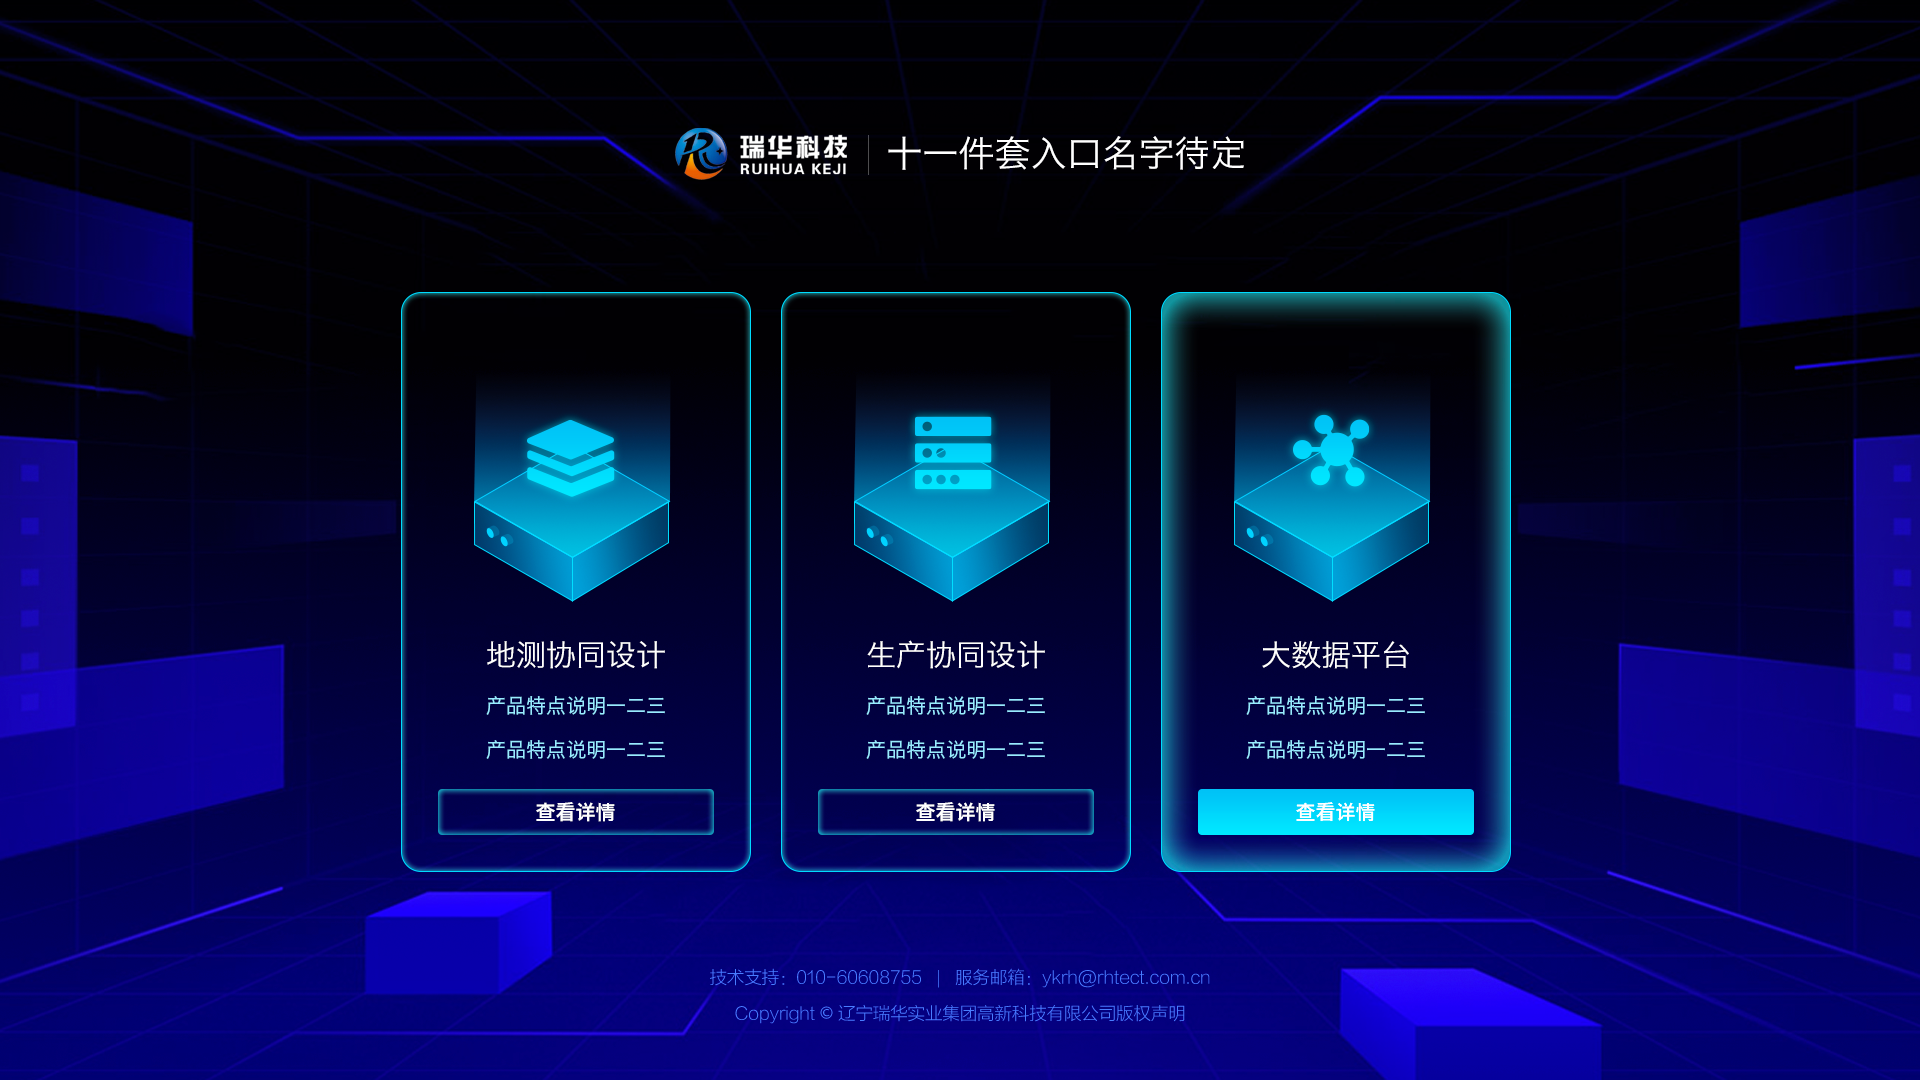 瑞华科技
RUIHUA KEJI
十一件套入口名字待定
地测协同设计
产品特点说明一二三
产品特点说明一二三
查看详情
生产协同设计
产品特点说明一二三
产品特点说明一二三
查看详情
大数据平台
产品特点说明一二三
产品特点说明一二三
查看详情
技术支持：010-60608755 | 服务邮箱：ykrh@rhtect.com.cn
Copyright © 辽宁瑞华实业集团高新科技有限公司版权声明